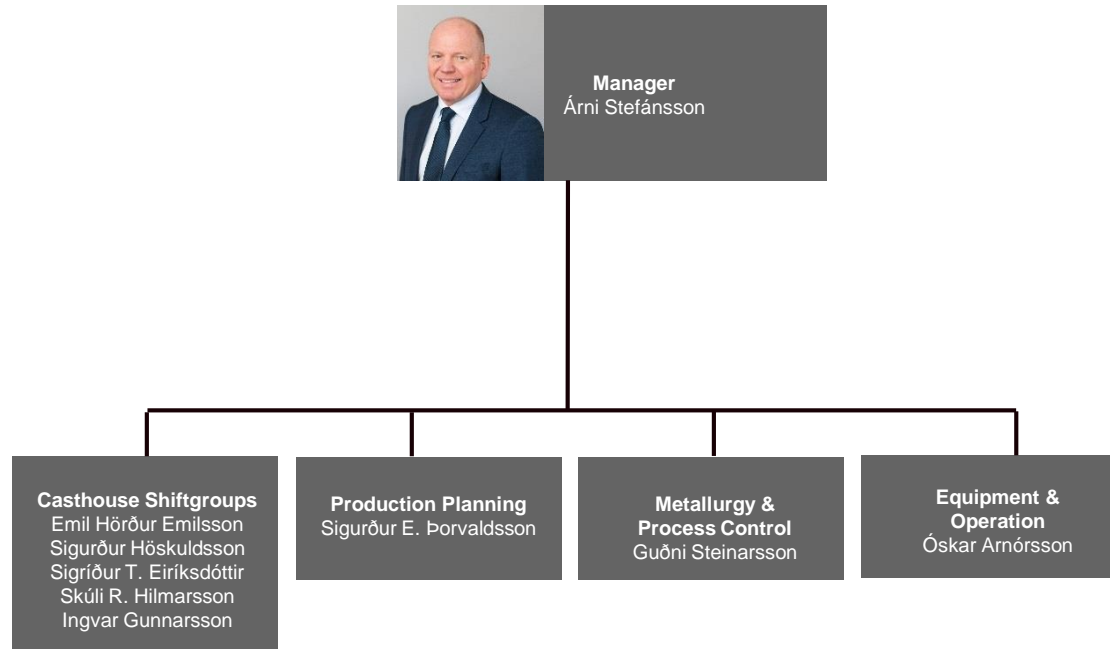 Manager
Árni Stefánsson
Casthouse Shiftgroups
Emil Hörður Emilsson
Sigurður Höskuldsson
Sigríður T. Eiríksdóttir
Skúli R. Hilmarsson
Ingvar Gunnarsson
Production Planning
Sigurður E. Þorvaldsson
Metallurgy &
Process Control
Guðni Steinarsson
Equipment &
Operation
Óskar Arnórsson